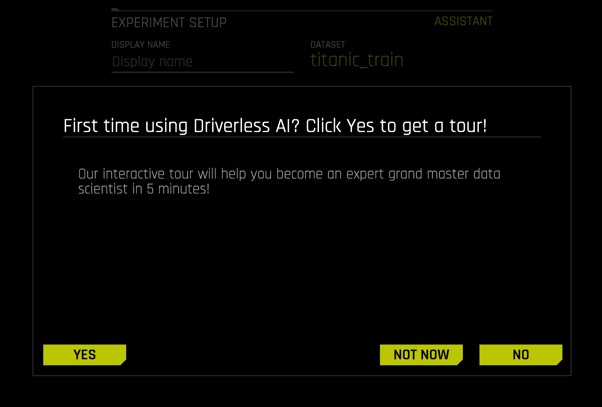 EXPERIMENT SETUP
ASSISTANT
DISPLAY NAME
DATASET
Display name
titanic_train
First time using Driverless AI? Click Yes to get a tour!
Our interactive tour will help you become an expert grand master data
scientist in 5 minutes!
YES
NOT NOW
NO